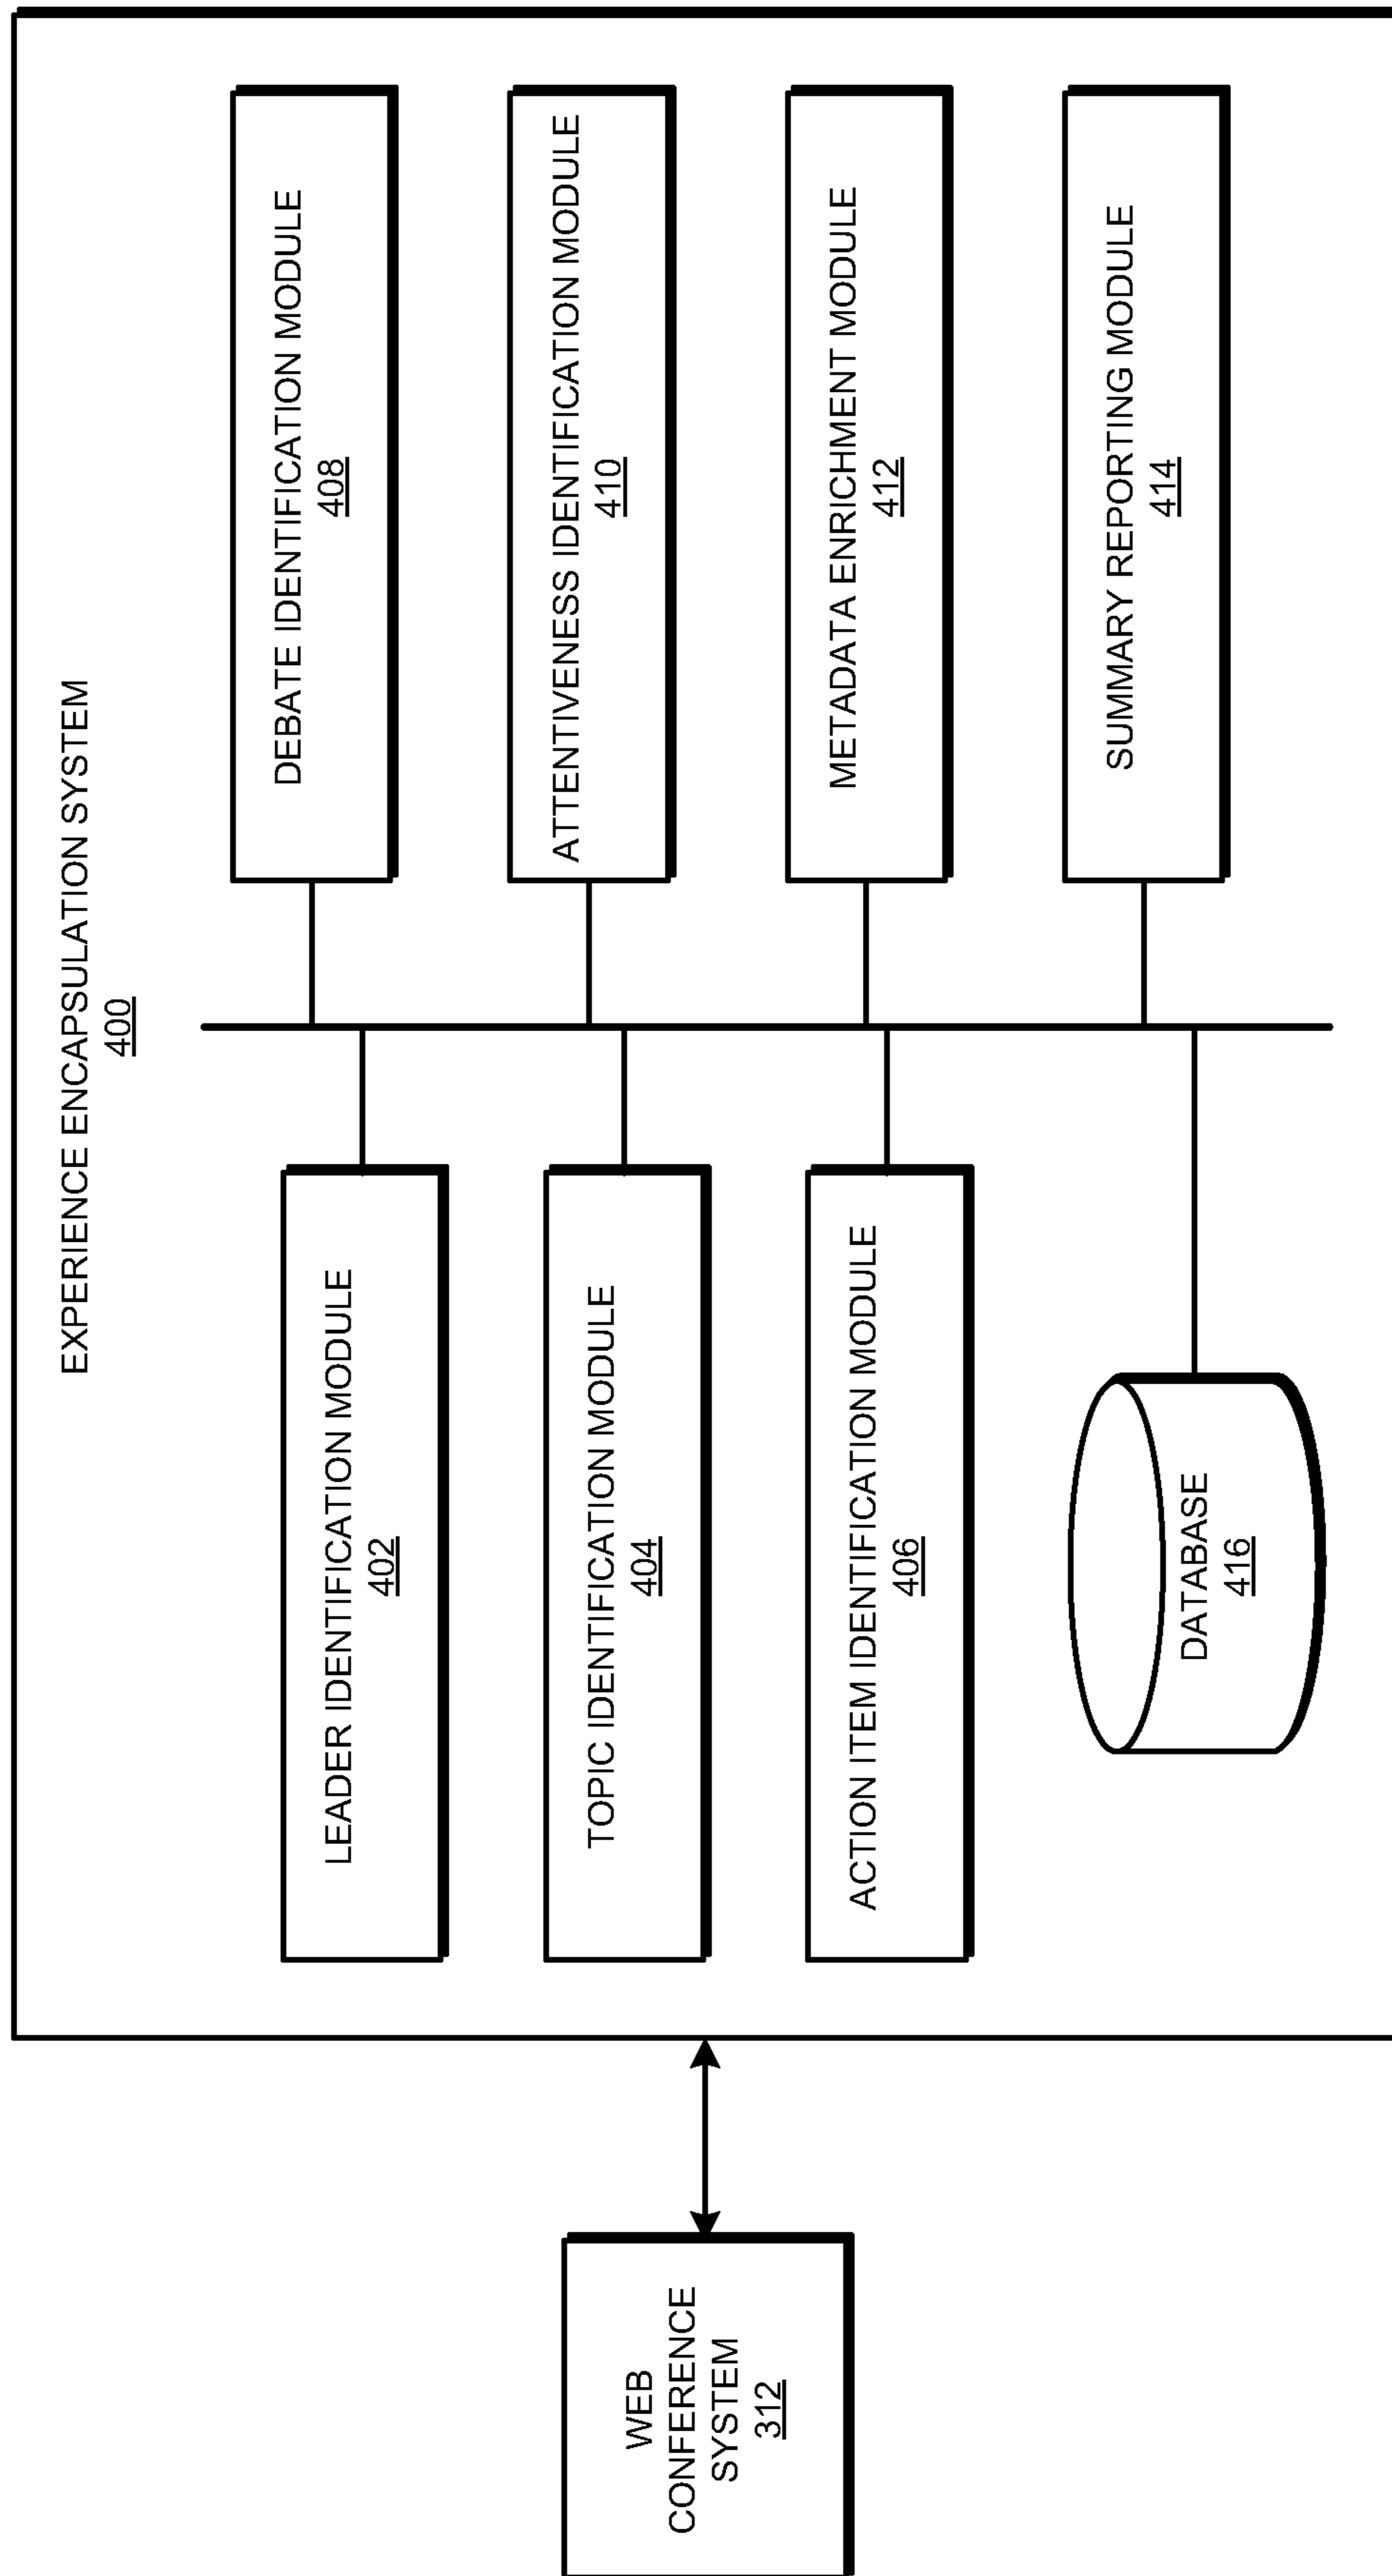 EXPERIENCE ENCAPSULATION SYSTEM
400
WEB
CONFERENCE
SYSTEM
312
LEADER IDENTIFICATION MODULE
402
TOPIC IDENTIFICATION MODULE
404
ACTION ITEM IDENTIFICATION MODULE
406
DATABASE
416
DEBATE IDENTIFICATION MODULE
408
ATTENTIVENESS IDENTIFICATION MODULE
410
METADATA ENRICHMENT MODULE
412
SUMMARY REPORTING MODULE
414